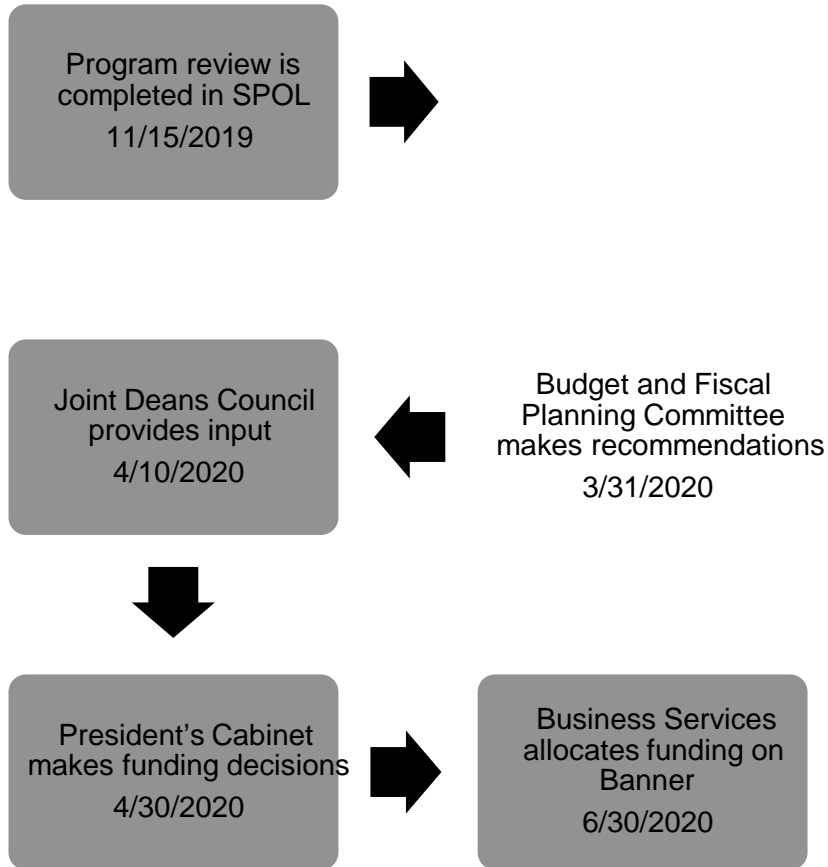 Program review is
completed in SPOL
11/15/2019
Budget and Fiscal
Planning Committee
makes recommendations
3/31/2020
Joint Deans Council
provides input
4/10/2020
President’s Cabinet
makes funding decisions
4/30/2020
Business Services
allocates funding on
Banner
6/30/2020